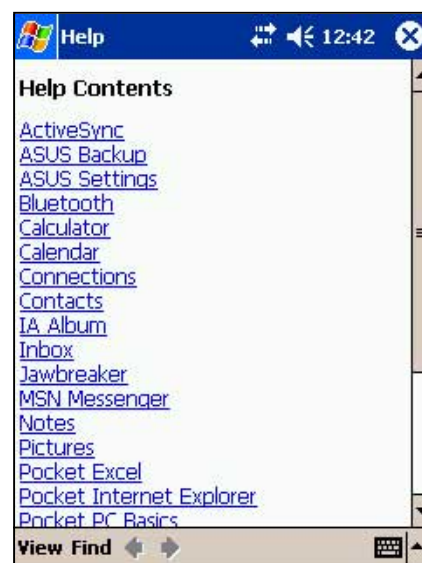 Help 12:42
Help Contents
ActiveSync
ASUS Backup
ASUS Settings
Bluetooth
Calculator
Calendar
Connections
Contacts
IA Album
Inbox
Jawbreaker
MSN Messenger
Notes
Pictures
Pocket Excel
Pocket Internet Explorer
Pocket PC Basics
View Find